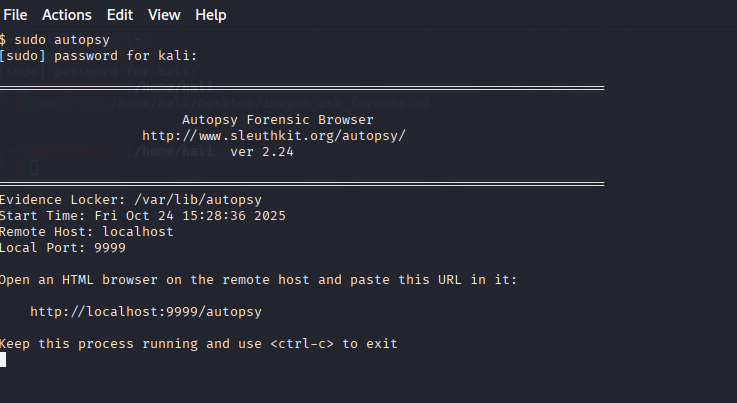 File Actions Edit View Help
$ sudo autopsy
[sudo] password for kali:
Autopsy Forensic Browser
http://www.sleuthkit.org/autopsy/
ver 2.24
Evidence Locker: /var/lib/autopsy
Start Time: Fri Oct 24 15:28:36 2025
Remote Host: localhost
Local Port: 9999
Open an HTML browser on the remote host and paste this URL in it:
http://localhost:9999/autopsy
Keep this process running and use <ctrl-c> to exit